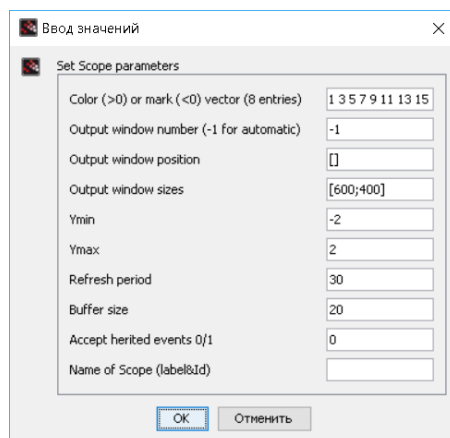 Ввод значений
Set Scope parameters
Color (>0) or mark (<0) vector (8 entries) 1 3 5 7 9 11 13 15
Output window number (-1 for automatic) -1
Output window position []
Output window sizes [600;400]
Ymin -2
Ymax 2
Refresh period 30
Buffer size 20
Accept herited events 0/1 0
Name of Scope (label&Id)
OK Отменить